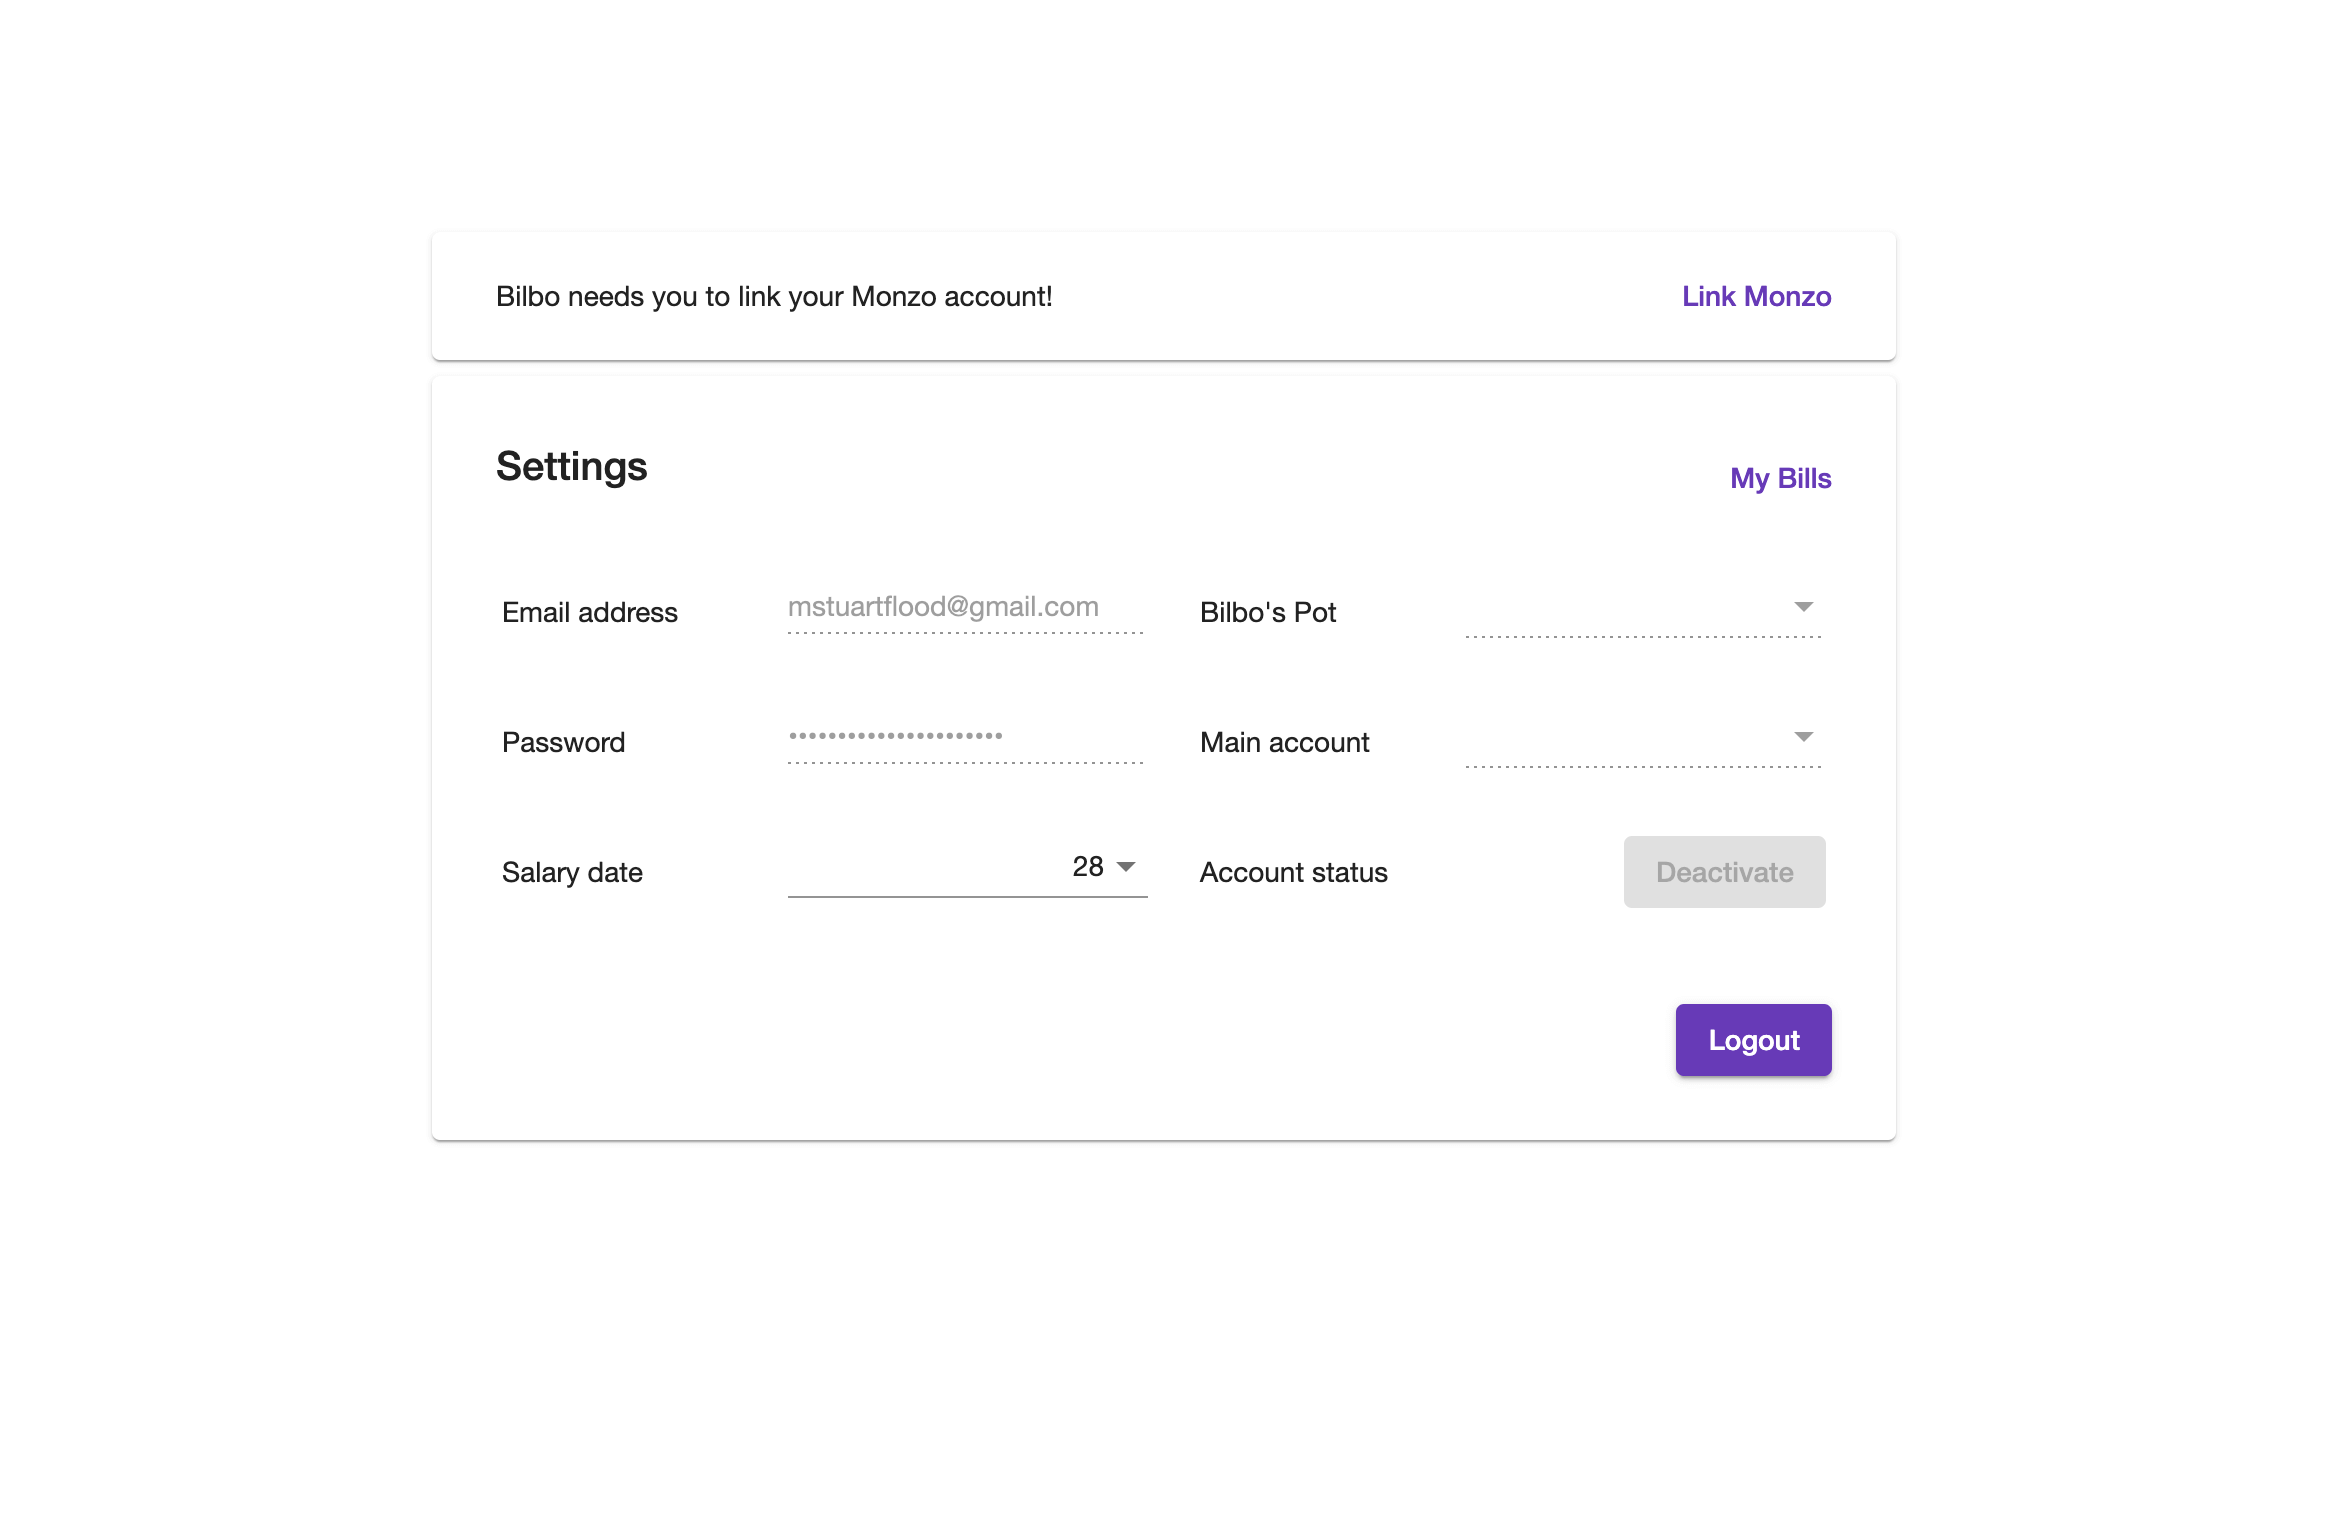 Bilbo needs you to link your Monzo account!
Link Monzo
Settings
My Bills
Email address
mstuartflood@gmail.com
Bilbo's Pot
Password
•••••••••••••••••••••
Main account
Salary date
28
Account status
Deactivate
Logout